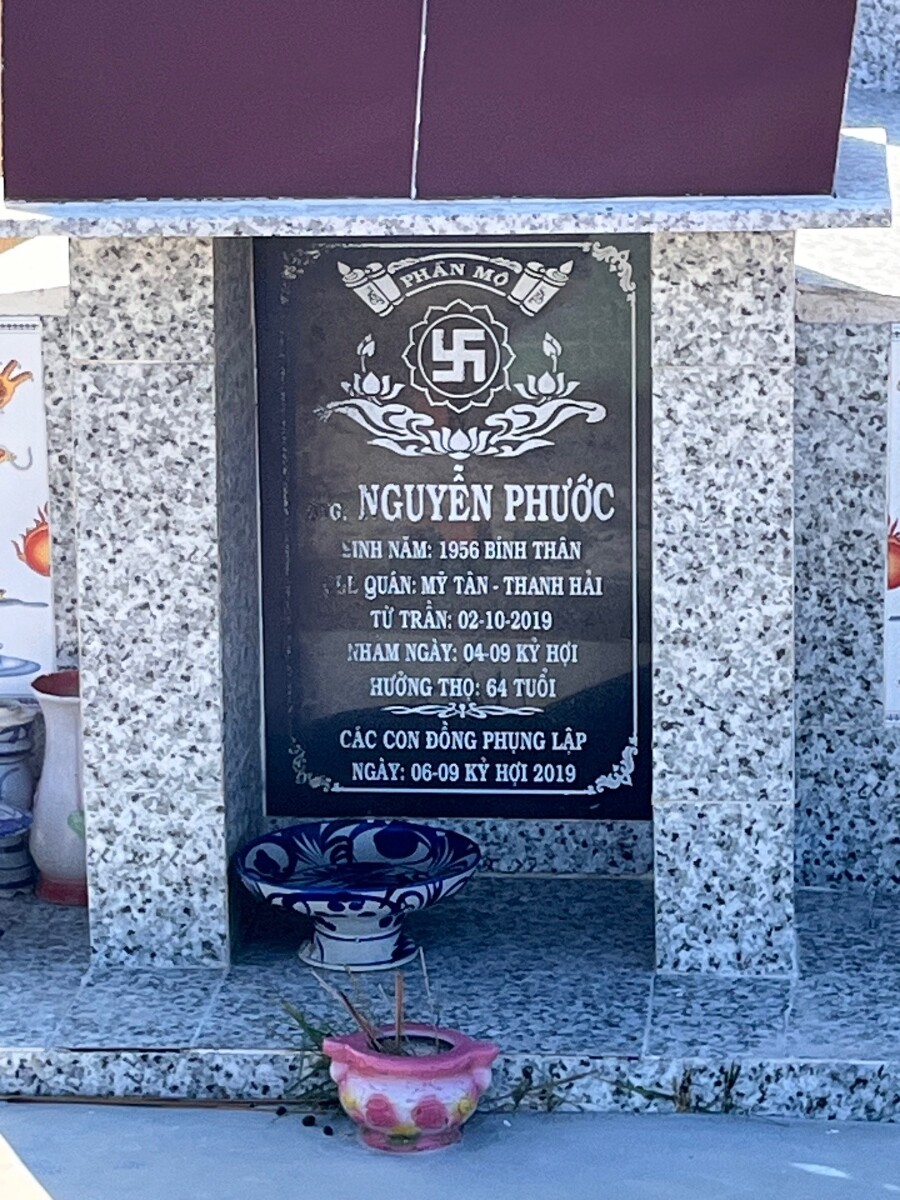 PHẦN MỘ
NGUYỄN PHƯỚC
SINH NĂM: 1956 BÍNH THÂN
QUÁN: MỸ TÂN - THANH HẢI
TỪ TRẦN: 02-10-2019
NHẰM NGÀY: 04-09 KỶ HỢI
HƯỞNG THỌ: 64 TUỔI
CÁC CON ĐỒNG PHỤNG LẬP
NGÀY: 06-09 KỶ HỢI 2019